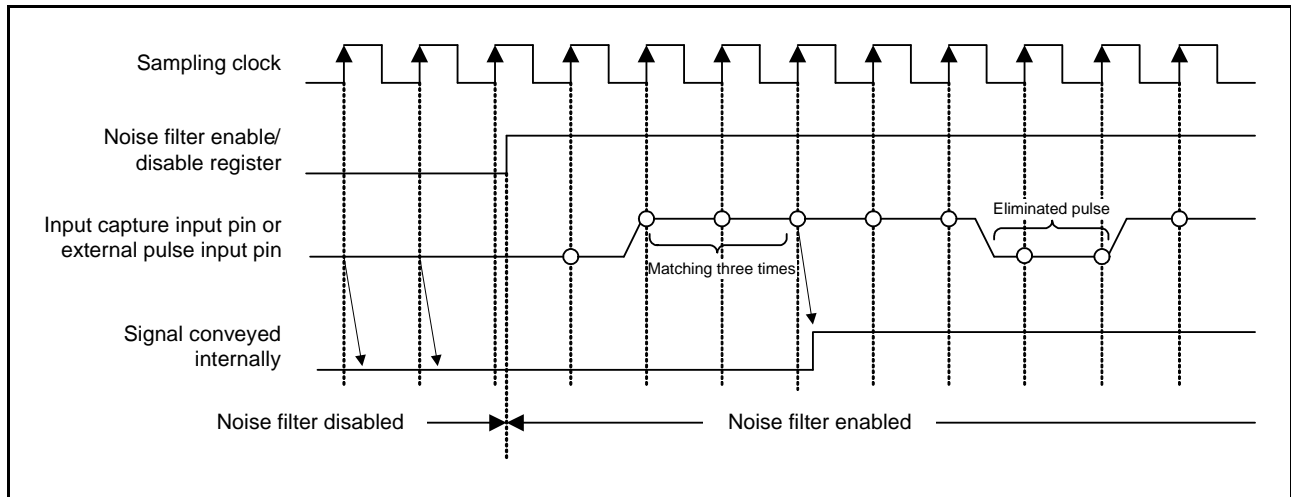 Sampling clock
Noise filter enable/
disable register
Input capture input pin or
external pulse input pin
Eliminated pulse
Matching three times
Signal conveyed
internally
Noise filter disabled
Noise filter enabled